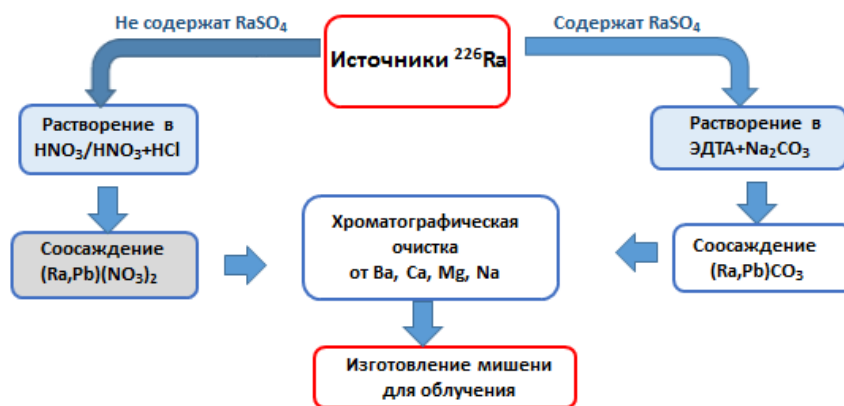 Не содержат RaSO₄
Содержат RaSO₄
Источники ²²⁶Ra
Растворение в
HNO₃/HNO₃+HCl
Растворение в
ЭДТА+Na₂CO₃
Соосаждение
(Ra,Pb)(NO₃)₂
Хроматографическая
очистка
от Ba, Ca, Mg, Na
Соосаждение
(Ra,Pb)CO₃
Изготовление мишени
для облучения